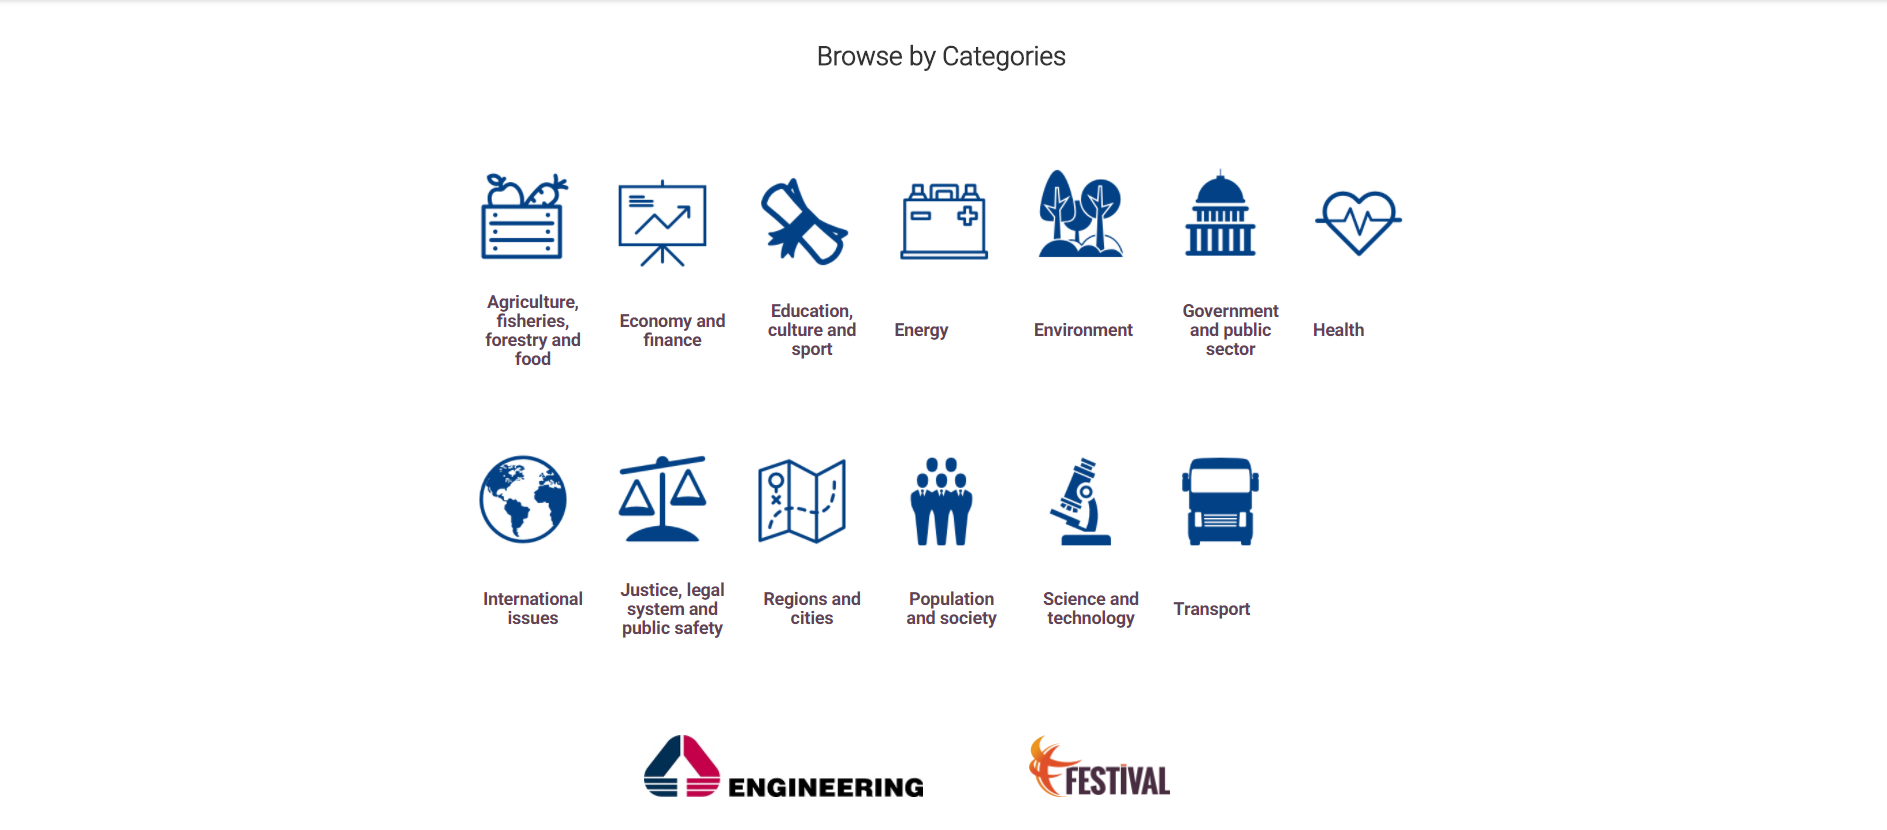 Browse by Categories
Agriculture,
fisheries,
forestry and
food
Economy and
finance
Education,
culture and
sport
Energy
Environment
Government
and public
sector
Health
International
issues
Justice, legal
system and
public safety
Regions and
cities
Population
and society
Science and
technology
Transport
ENGINEERING
FESTIVAL